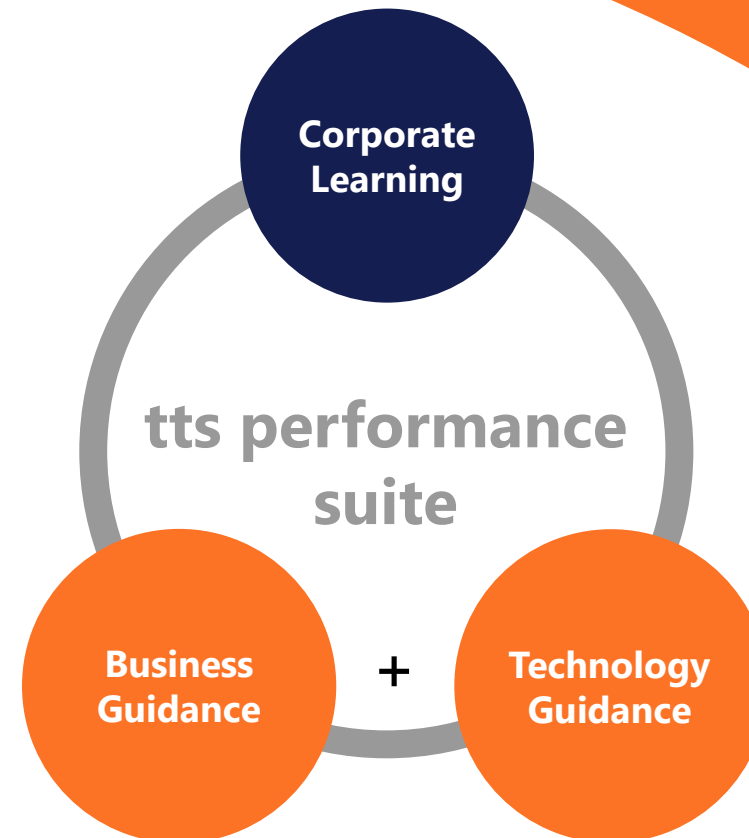 Corporate
Learning
tts performance
suite
Business
Guidance
+
Technology
Guidance